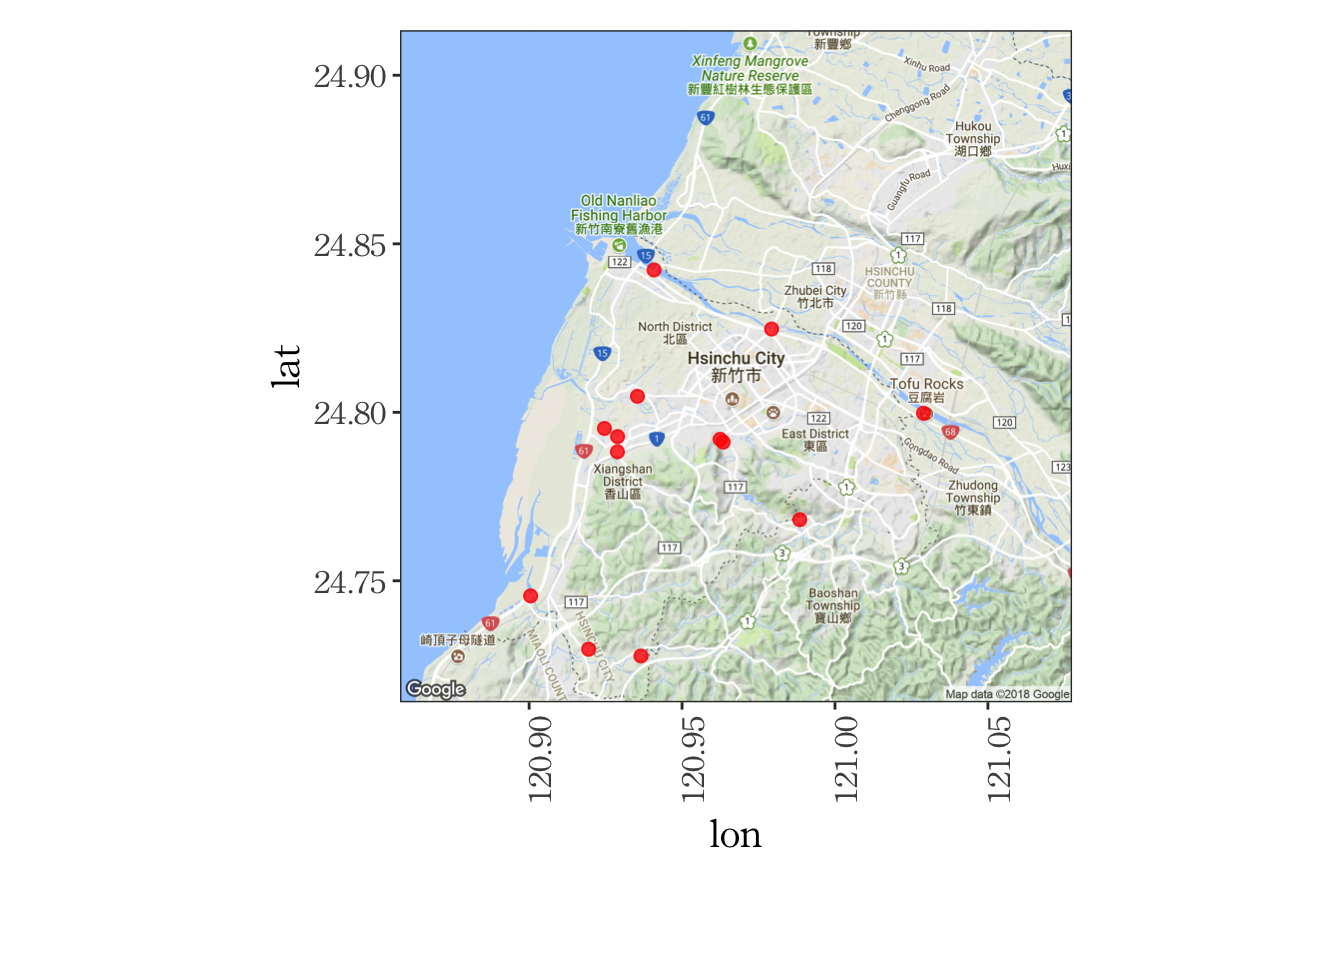 Township
新豐鄉
Xinfeng Mangrove
Nature Reserve
新豐紅樹林生態保護區
Xinhu Road
Chenggong Road
61
3
1
Hukou
Township
湖口鄉
Guangfu Road
Old Nanliao
Fishing Harbor
新竹南寮舊漁港
122
15
117
1
118
HSINCHU
COUNTY
新竹縣
Zhubei City
竹北市
118
North District
北區
120
1
15
117
Hsinchu City
新竹市
Tofu Rocks
豆腐岩
122
120
68
1
East District
東區
61
Gongdao Road
Xiangshan
District
香山區
123
117
1
Zhudong
Township
竹東鎮
117
3
3
117
Baoshan
Township
寶山鄉
1
61
崎頂子母隧道
HSINCHU CITY
MIAOLI COUNT
Google
Map data ©2018 Google
24.90
24.85
24.80
24.75
lat
120.90
120.95
121.00
121.05
lon